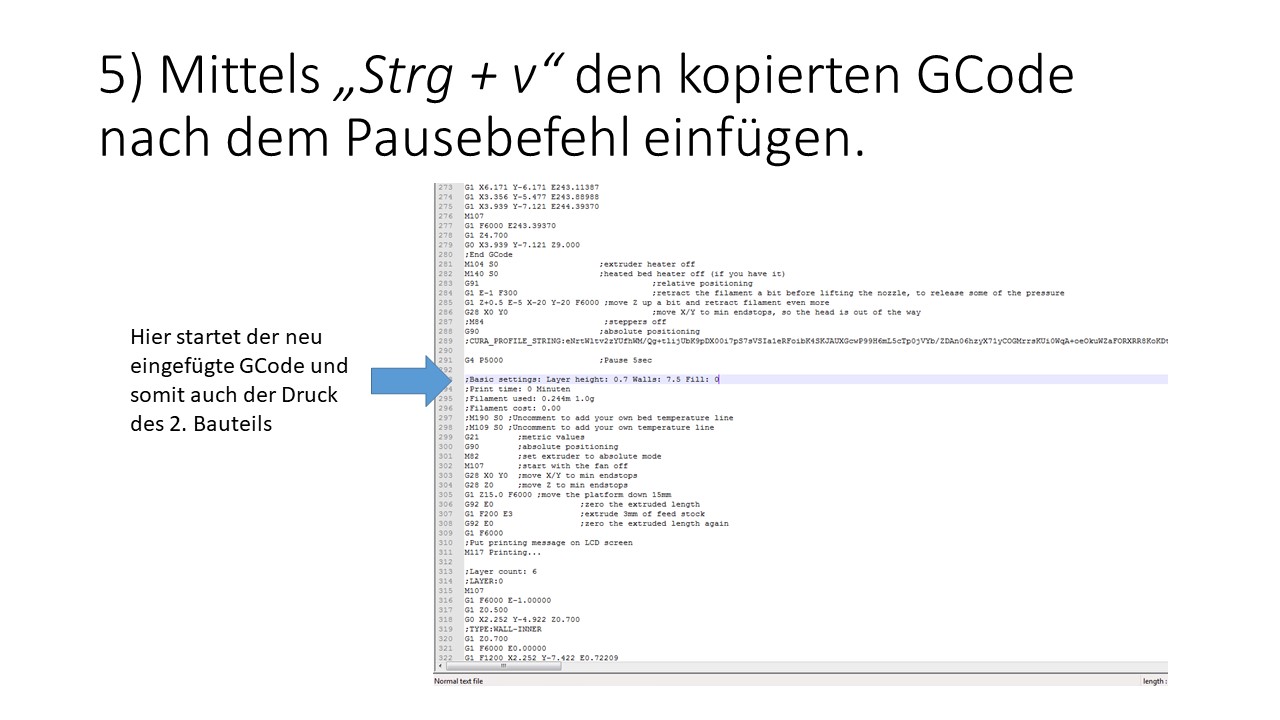 5) Mittels „Strg + v“ den kopierten GCode
nach dem Pausebefehl einfügen.
Hier startet der neu
eingefügte GCode und
somit auch der Druck
des 2. Bauteils
273 G1 X6.171 Y-6.171 E243.11387
274 G1 X3.356 Y-5.477 E243.88988
275 G1 X3.939 Y-7.121 E244.39370
276 M107
277 G1 F6000 E243.39370
278 G1 Z4.700
279 G0 X3.939 Y-7.121 Z9.000
280 ;End GCode
281 M104 S0 ;extruder heater off
282 M140 S0 ;heated bed heater off (if you have it)
283 G91 ;relative positioning
284 G1 E-1 F300 ;retract the filament a bit before lifting the nozzle, to release some of the pressure
285 G1 Z+0.5 E-5 X-20 Y-20 F6000 ;move Z up a bit and retract filament even more
286 G28 X0 Y0 ;move X/Y to min endstops, so the head is out of the way
287 ;M84 ;steppers off
288 G90 ;absolute positioning
289 ;CURA_PROFILE_STRING:
290
291 G4 P5000 ;Pause 5sec
292
;Basic settings: Layer height: 0.7 Walls: 7.5 Fill: 0
294 ;Print time: 0 Minuten
295 ;Filament used: 0.244m 1.0g
296 ;Filament cost: 0.00
297 ;M190 S0 ;Uncomment to add your own bed temperature line
298 ;M109 S0 ;Uncomment to add your own temperature line
299 G21 ;metric values
300 G90 ;absolute positioning
301 M82 ;set extruder to absolute mode
302 M107 ;start with the fan off
303 G28 X0 Y0 ;move X/Y to min endstops
304 G28 Z0 ;move Z to min endstops
305 G1 Z15.0 F6000 ;move the platform down 15mm
306 G92 E0 ;zero the extruded length
307 G1 F200 E3 ;extrude 3mm of feed stock
308 G92 E0 ;zero the extruded length again
309 G1 F6000
310 ;Put printing message on LCD screen
311 M117 Printing...
312
313 ;Layer count: 6
314 ;LAYER:0
315 M107
316 G1 F6000 E-1.00000
317 G1 Z0.500
318 G0 X2.252 Y-4.922 Z0.700
319 ;TYPE:WALL-INNER
320 G1 Z0.700
321 G1 F6000 E0.00000
322 G1 F1200 X2.252 Y-7.422 E0.72209
Normal text file length :